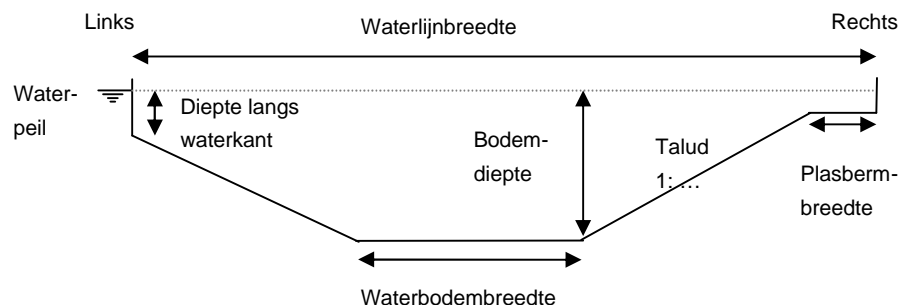 Links
Waterlijnbreedte
Rechts
Water-
peil
Diepte langs
waterkant
Bodem-
diepte
Talud
1: …
Plasberm-
breedte
Waterbodembreedte